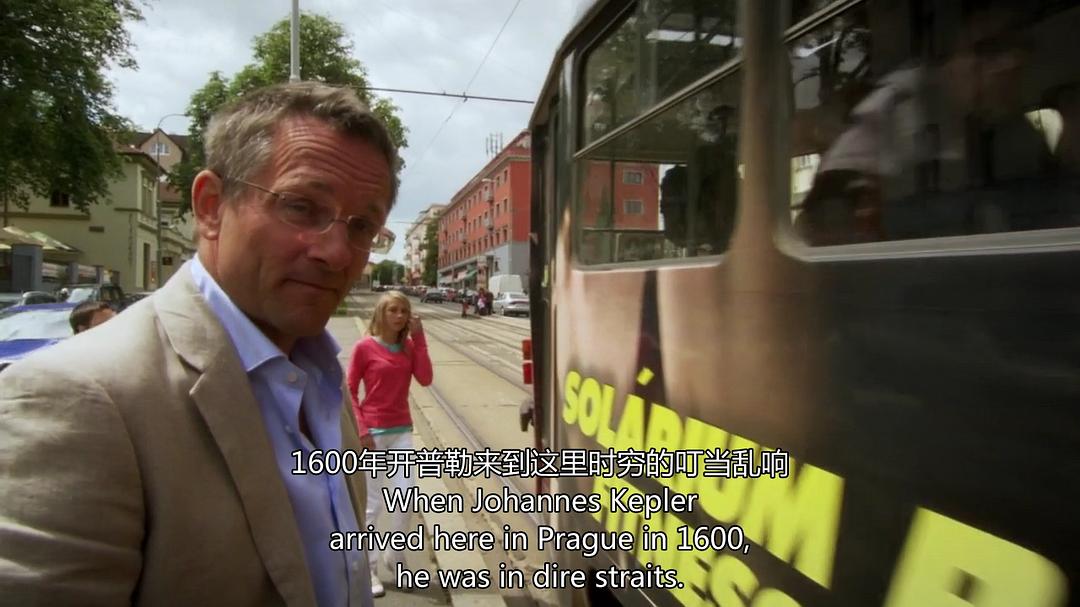 SOLÁRIUM
1600年开普勒来到这里时穷的叮当乱响
When Johannes Kepler
arrived here in Prague in 1600,
he was in dire straits.